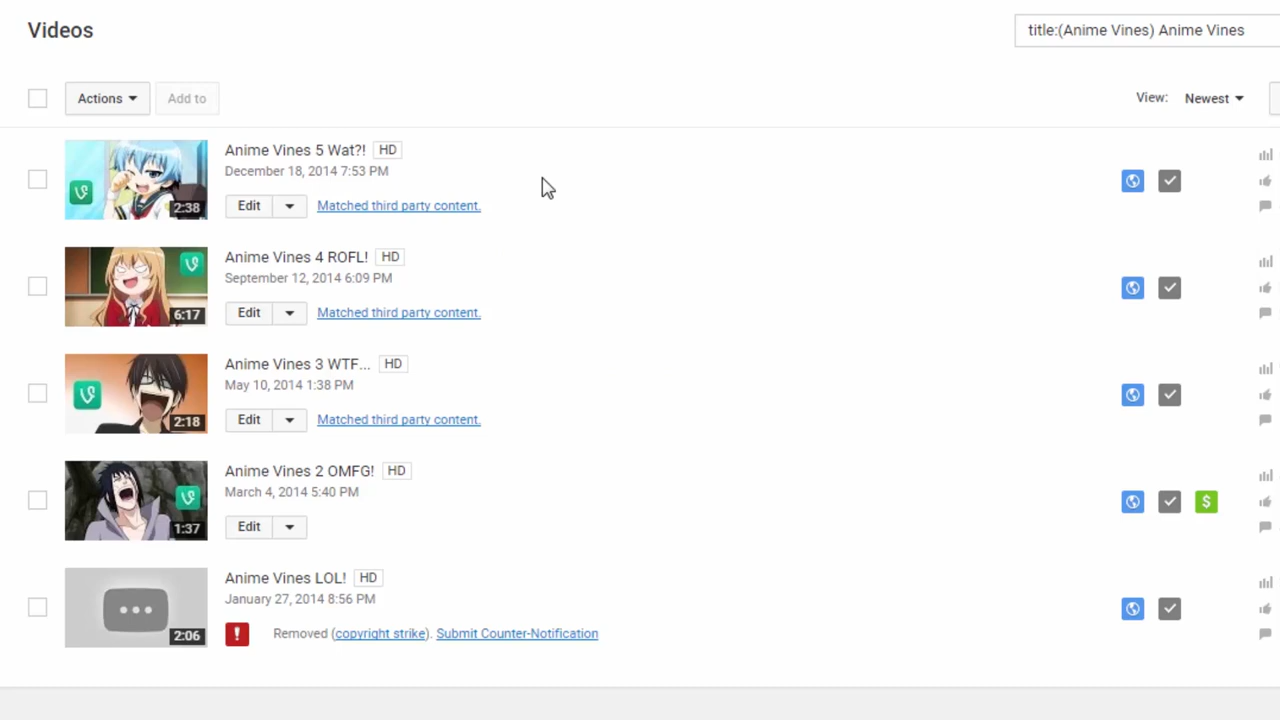 Videos
title:(Anime Vines) Anime Vines
Actions
Add to
View: Newest
Anime Vines 5 Wat?! HD
December 18, 2014 7:53 PM
2:38
Edit
Matched third party content.
Anime Vines 4 ROFL! HD
September 12, 2014 6:09 PM
6:17
Edit
Matched third party content.
Anime Vines 3 WTF... HD
May 10, 2014 1:38 PM
2:18
Edit
Matched third party content.
Anime Vines 2 OMFG! HD
March 4, 2014 5:40 PM
$
1:37
Edit
Anime Vines LOL! HD
January 27, 2014 8:56 PM
2:06
! Removed (copyright strike). Submit Counter-Notification